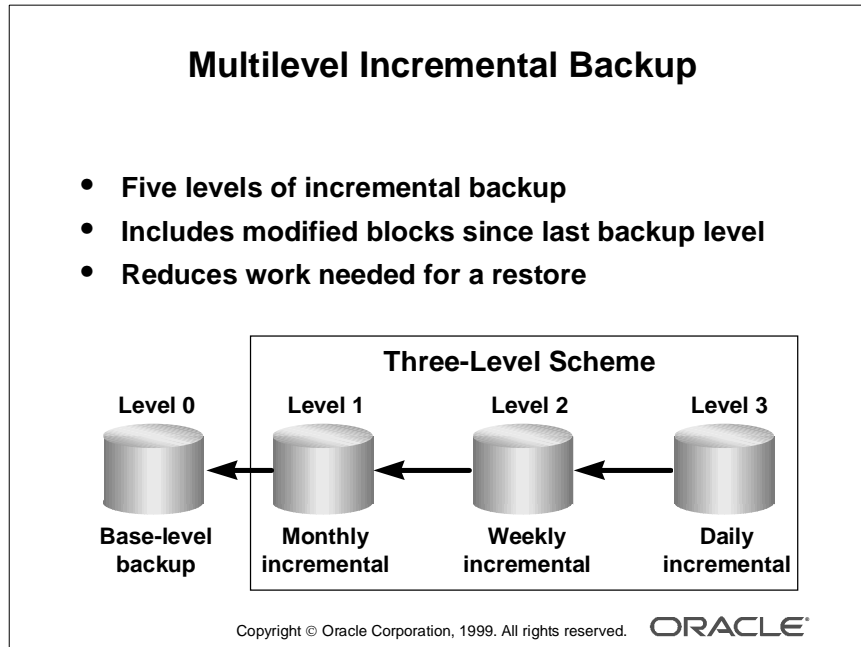 Multilevel Incremental Backup
• Five levels of incremental backup
• Includes modified blocks since last backup level
• Reduces work needed for a restore
Three-Level Scheme
Level 0 Level 1 Level 2 Level 3
Base-level Monthly Weekly Daily
backup incremental incremental incremental
Copyright © Oracle Corporation, 1999. All rights reserved. ORACLE®